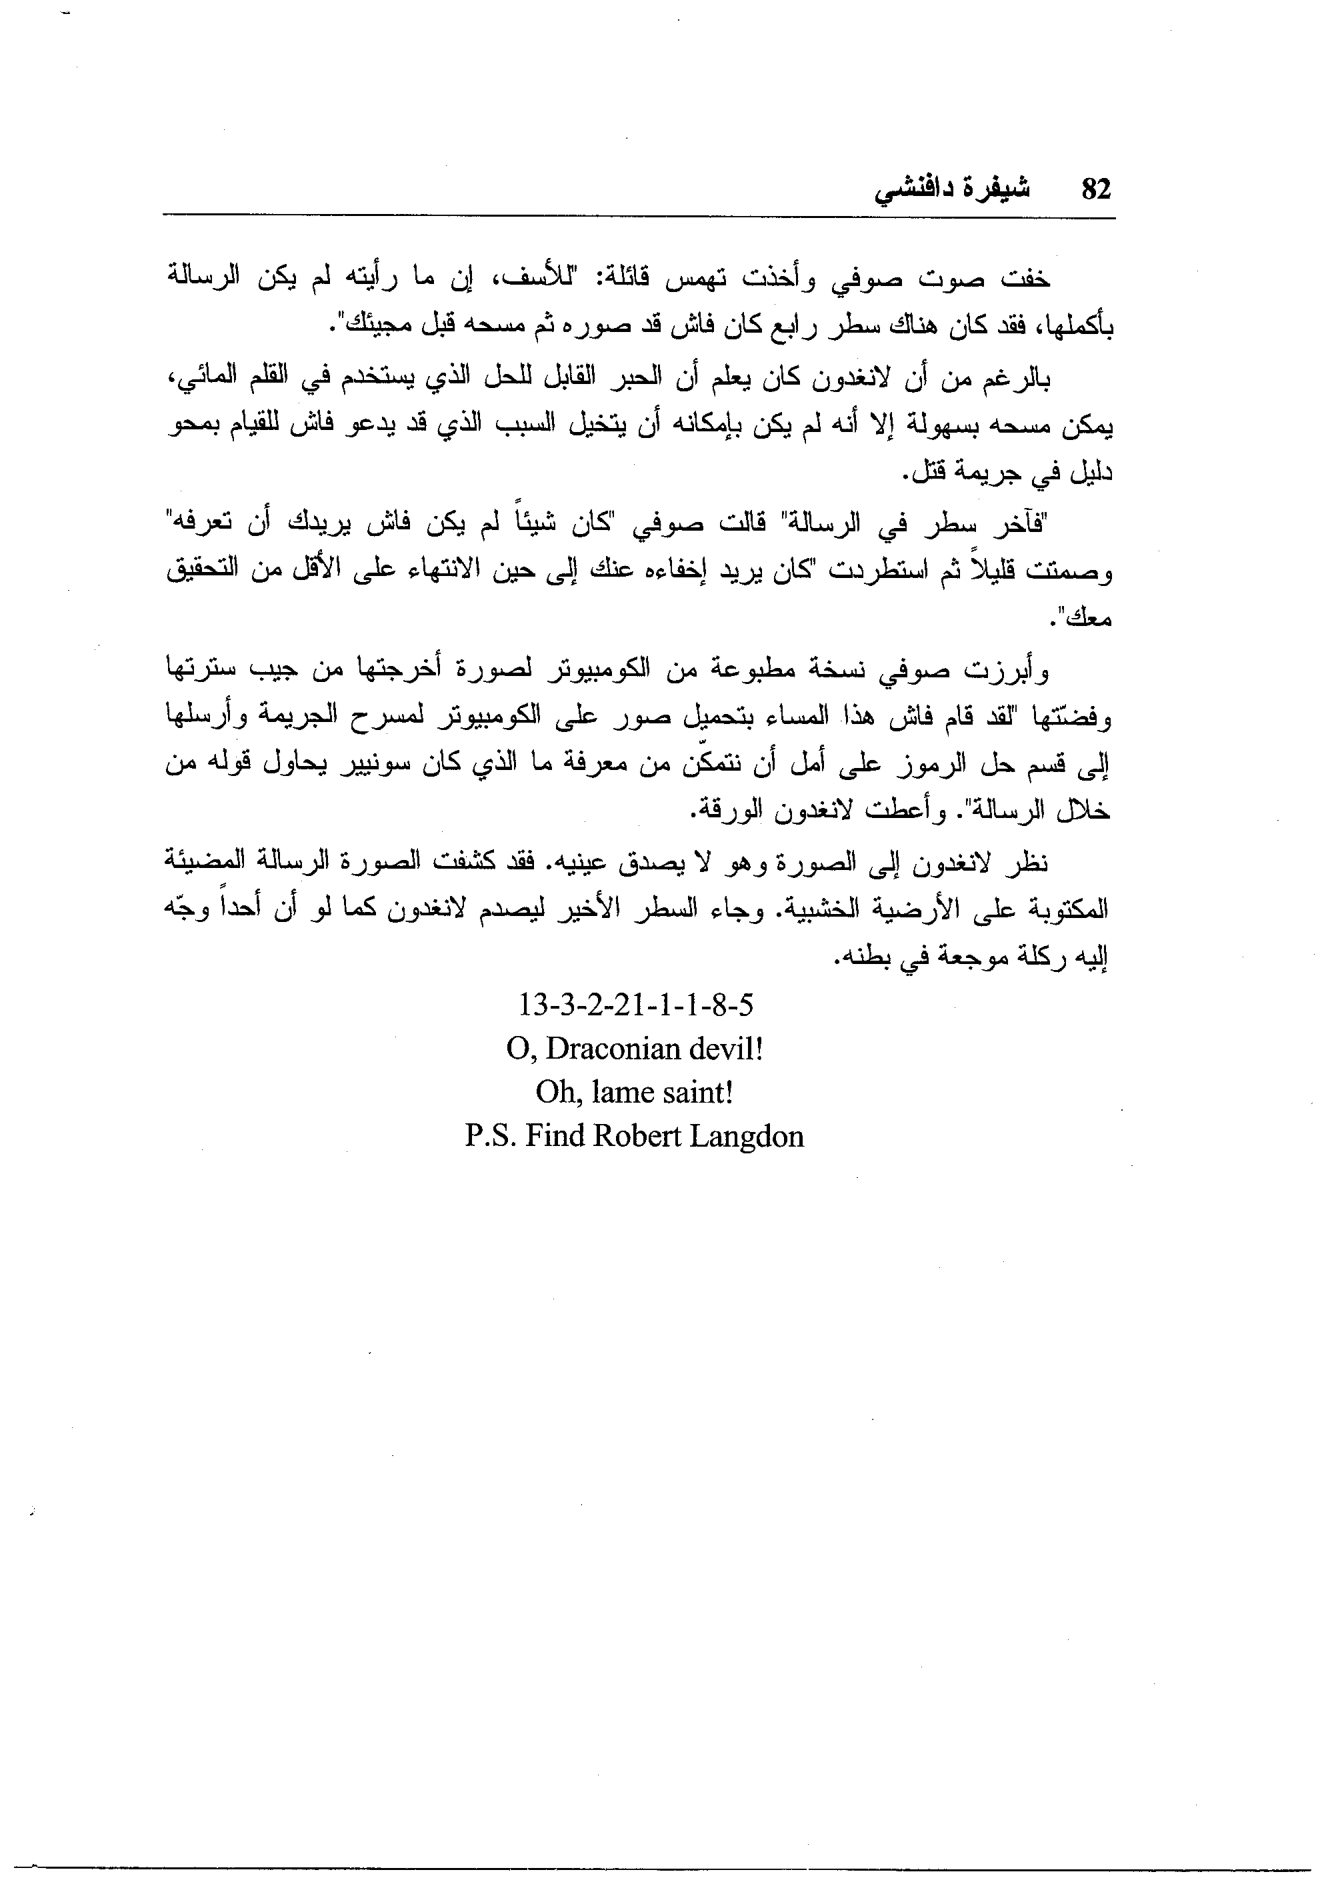 82 شيفرة دافنشي
خفت صوت صوفي وأخذت تهمس قائلة: "للأسف، إن ما رأيته لم يكن الرسالة
بأكملها، فقد كان هناك سطر رابع كان فاش قد صوره ثم مسحه قبل مجيئك".
بالرغم من أن لانغدون كان يعلم أن الحبر القابل للحل الذي يستخدم في القلم المائي،
يمكن مسحه بسهولة إلا أنه لم يكن بإمكانه أن يتخيل السبب الذي قد يدعو فاش للقيام بمحو
دليل في جريمة قتل.
"فآخر سطر في الرسالة" قالت صوفي "كان شيئاً لم يكن فاش يريدك أن تعرفه"
وصمتت قليلاً ثم استطردت "كان يريد إخفاءه عنك إلى حين الانتهاء على الأقل من التحقيق
معك".
وأبرزت صوفي نسخة مطبوعة من الكومبيوتر لصورة أخرجتها من جيب سترتها
وفضتّها "لقد قام فاش هذا المساء بتحميل صور على الكومبيوتر لمسرح الجريمة وأرسلها
إلى قسم حل الرموز على أمل أن نتمكّن من معرفة ما الذي كان سونيير يحاول قوله من
خلال الرسالة". وأعطت لانغدون الورقة.
نظر لانغدون إلى الصورة وهو لا يصدق عينيه. فقد كشفت الصورة الرسالة المضيئة
المكتوبة على الأرضية الخشبية. وجاء السطر الأخير ليصدم لانغدون كما لو أن أحداً وجّه
إليه ركلة موجعة في بطنه.
13-3-2-21-1-1-8-5
O, Draconian devil!
Oh, lame saint!
P.S. Find Robert Langdon